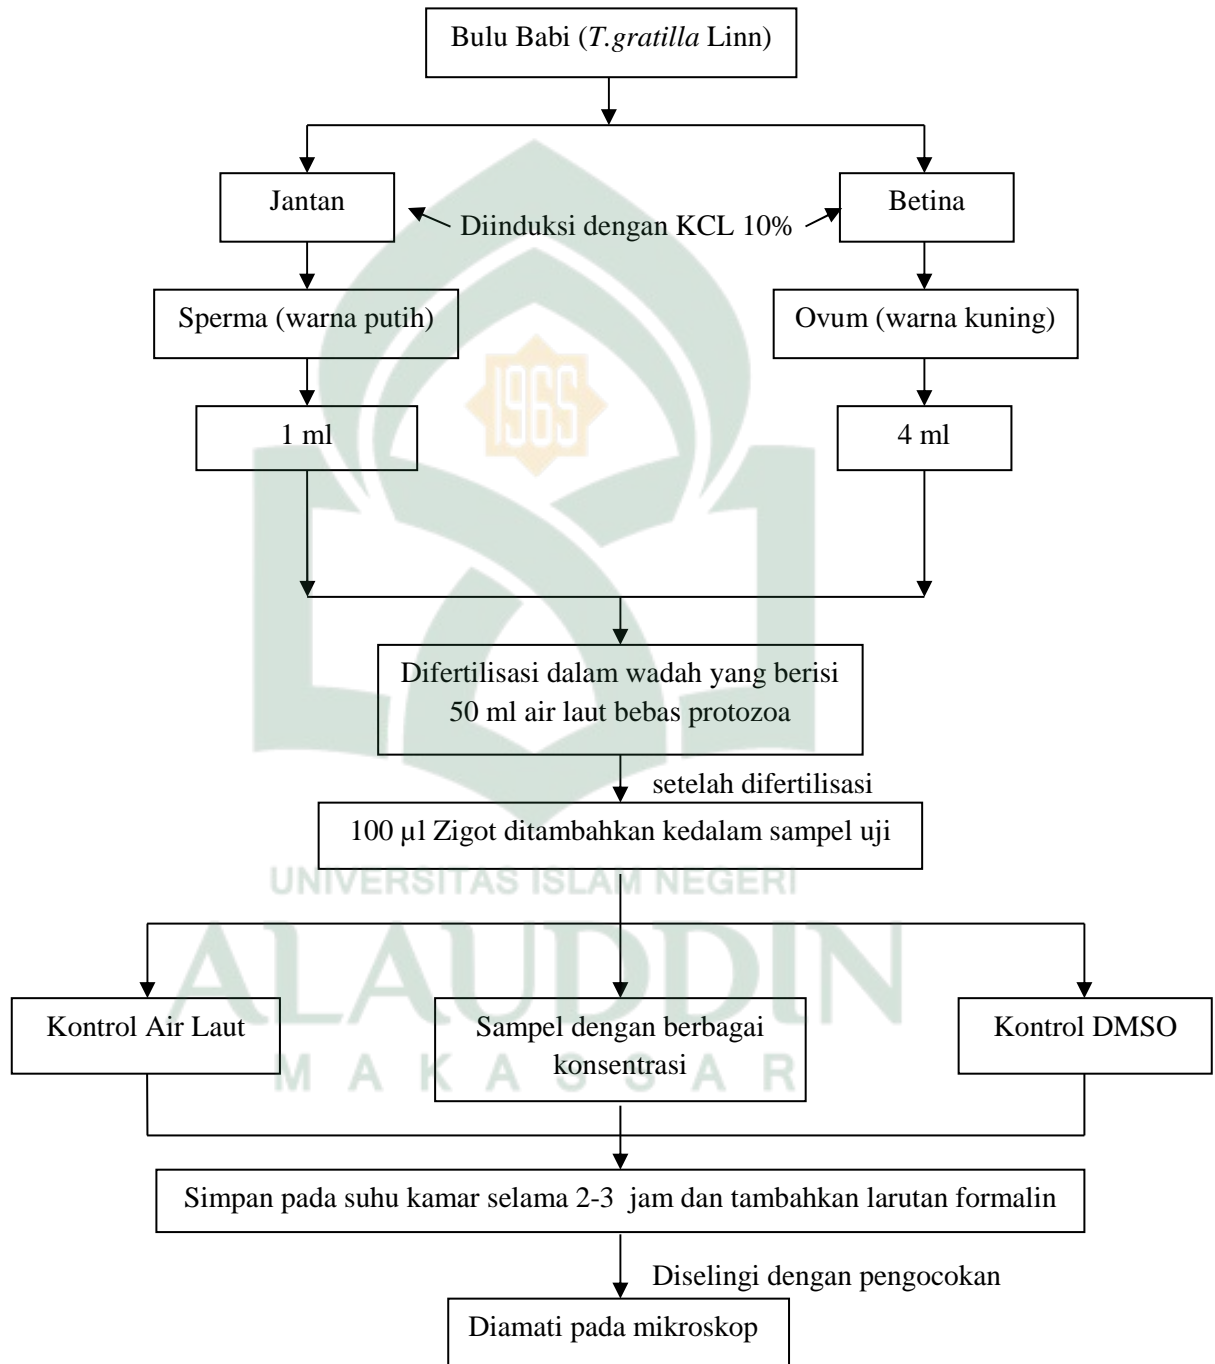 Bulu Babi (T.gratilla Linn)
Jantan
Betina
Diinduksi dengan KCL 10%
Sperma (warna putih)
Ovum (warna kuning)
1965
1 ml
4 ml
Difertilisasi dalam wadah yang berisi
50 ml air laut bebas protozoa
setelah difertilisasi
100 µl Zigot ditambahkan kedalam sampel uji
UNIVERSITAS ISLAM NEGERI
ALAUDDIN
Kontrol Air Laut
Sampel dengan berbagai
konsentrasi
Kontrol DMSO
MAKASSAR
Simpan pada suhu kamar selama 2-3 jam dan tambahkan larutan formalin
Diselingi dengan pengocokan
Diamati pada mikroskop